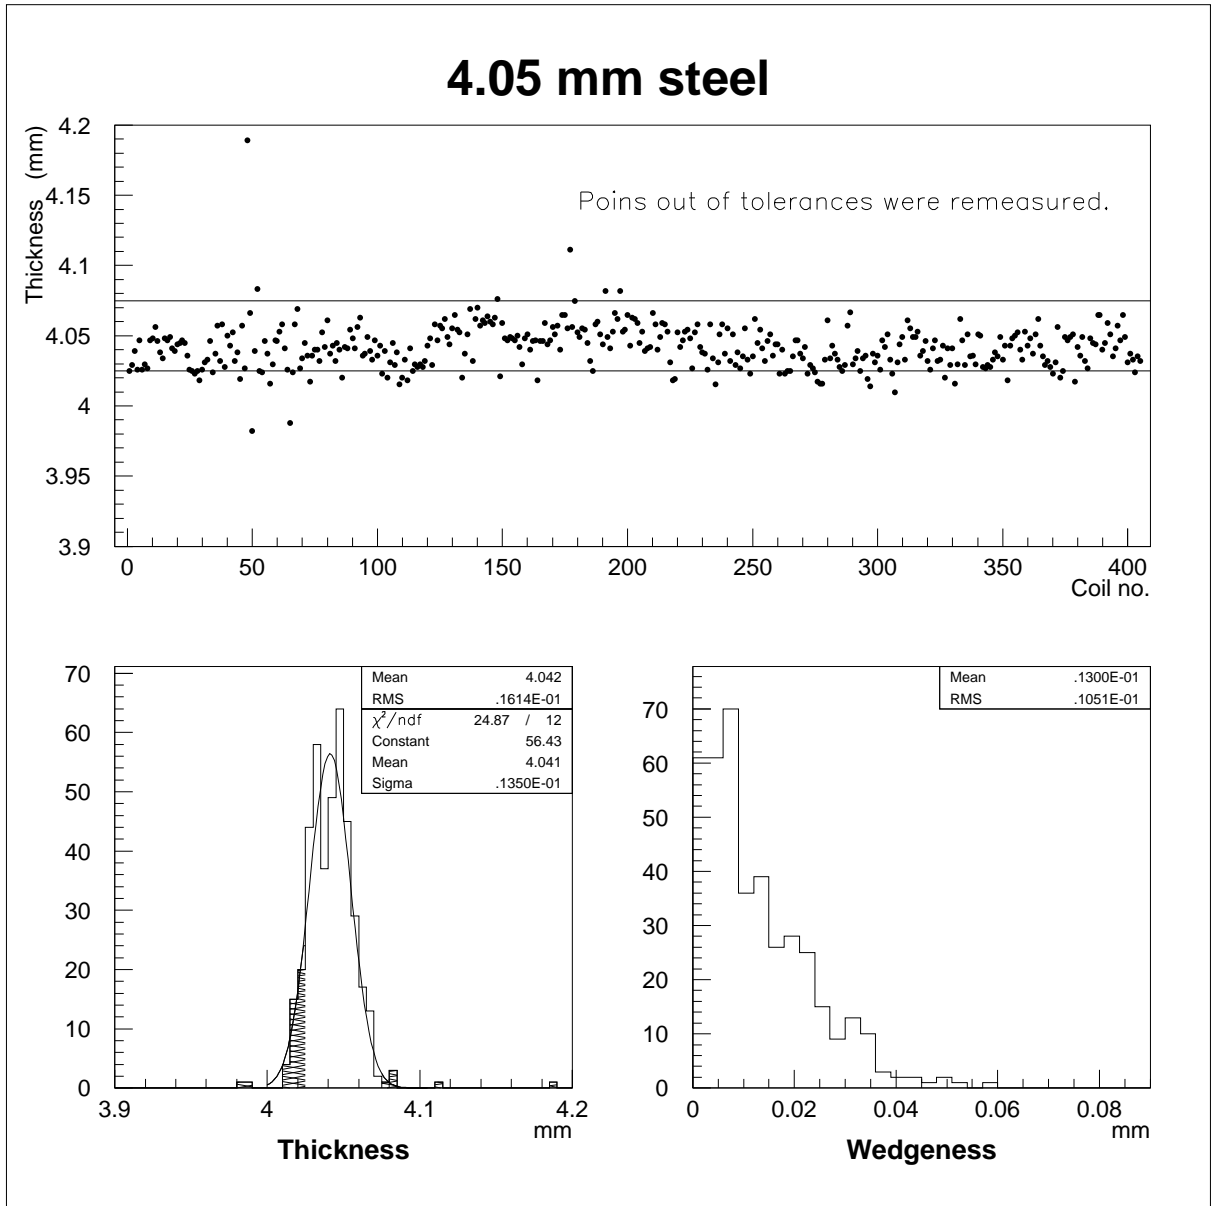 4.05 mm steel
Thickness (mm)
4.2
4.15
4.1
4.05
4
3.95
3.9
Poins out of tolerances were remeasured.
0 50 100 150 200 250 300 350 400
Coil no.
70
60
50
40
30
20
10
0
Mean 4.042
RMS .1614E-01
χ²/ndf 24.87 / 12
Constant 56.43
Mean 4.041
Sigma .1350E-01
3.9 4 4.1 4.2
mm
Thickness
70
60
50
40
30
20
10
0
Mean .1300E-01
RMS .1051E-01
0 0.02 0.04 0.06 0.08
mm
Wedgeness